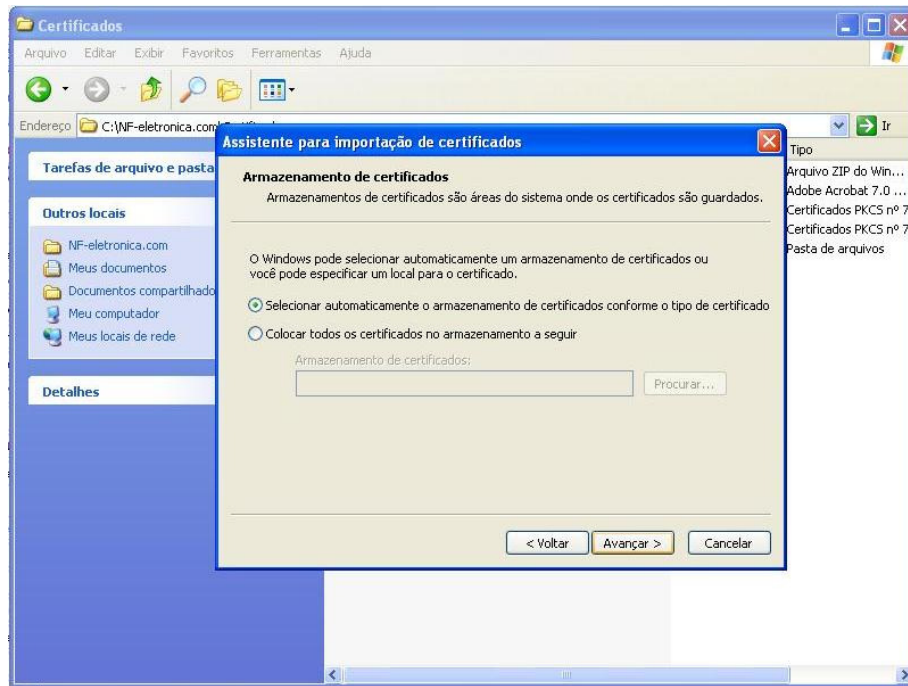 Certificados
Arquivo Editar Exibir Favoritos Ferramentas Ajuda
Endereço C:\NF-eletronica.com Ir
Tarefas de arquivo e pasta
Outros locais
NF-eletronica.com
Meus documentos
Documentos compartilhado
Meu computador
Meus locais de rede
Detalhes
Assistente para importação de certificados
Armazenamento de certificados
Armazenamentos de certificados são áreas do sistema onde os certificados são guardados.
O Windows pode selecionar automaticamente um armazenamento de certificados ou
você pode especificar um local para o certificado.
Selecionar automaticamente o armazenamento de certificados conforme o tipo de certificado
Colocar todos os certificados no armazenamento a seguir
Armazenamento de certificados:
Procurar...
< Voltar Avançar > Cancelar
Tipo
Arquivo ZIP do Win...
Adobe Acrobat 7.0 ...
Certificados PKCS nº 7
Certificados PKCS nº 7
Pasta de arquivos